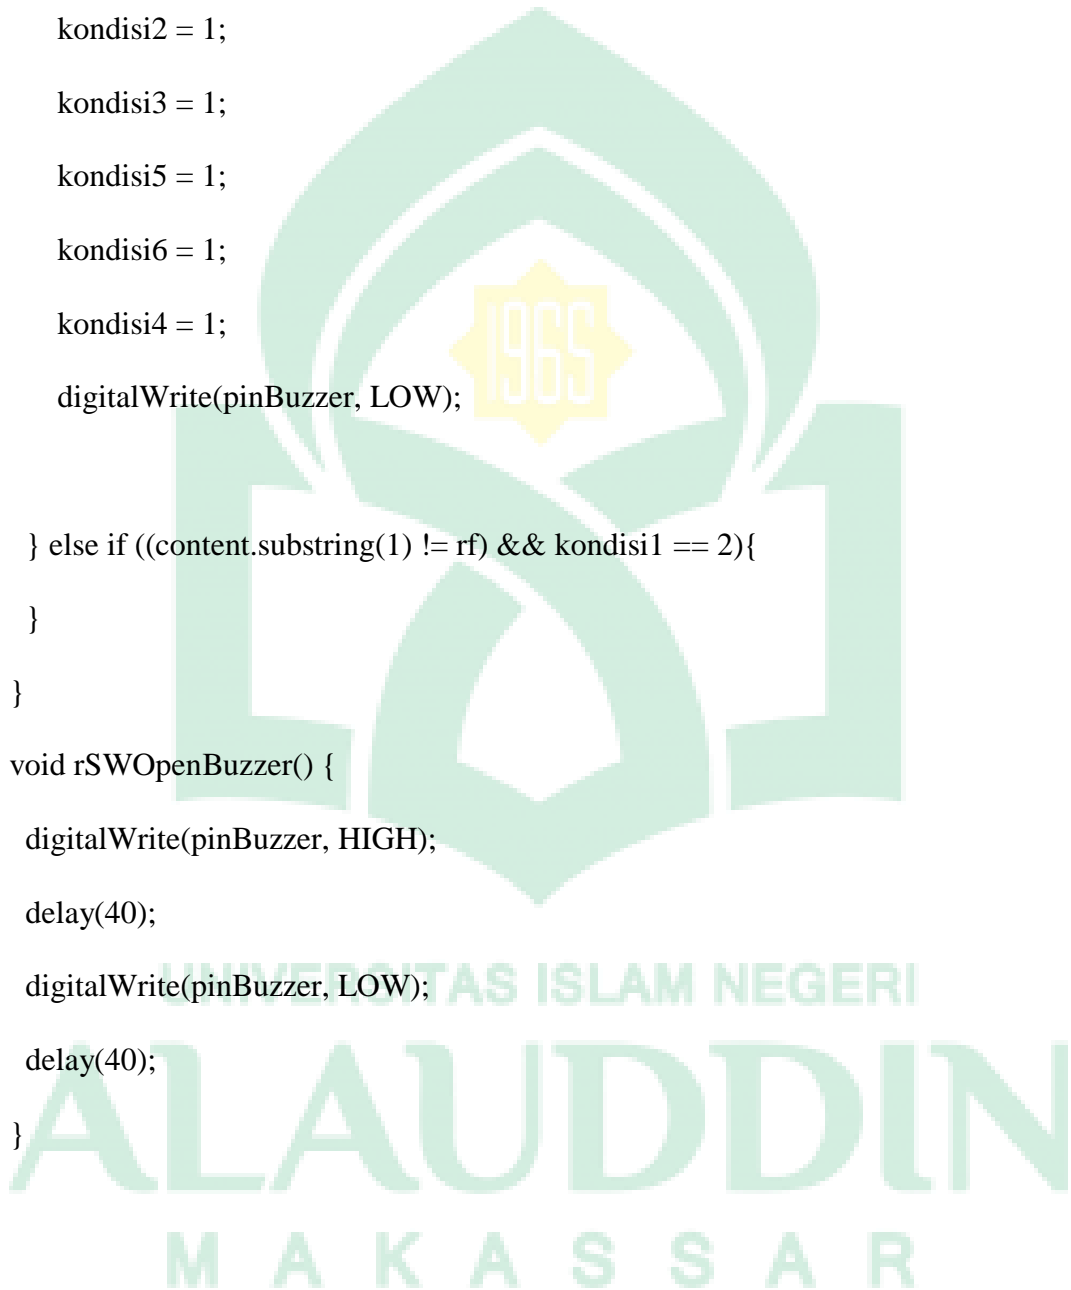 kondisi2 = 1;
kondisi3 = 1;
kondisi5 = 1;
kondisi6 = 1;
kondisi4 = 1;
1965
digitalWrite(pinBuzzer, LOW);
} else if ((content.substring(1) != rf) && kondisi1 == 2){
}
}
void rSWOpenBuzzer() {
digitalWrite(pinBuzzer, HIGH);
delay(40);
digitalWrite(pinBuzzer, LOW);
UNIVERSITAS ISLAM NEGERI
delay(40);
}
ALAUDDIN
MAKASSAR